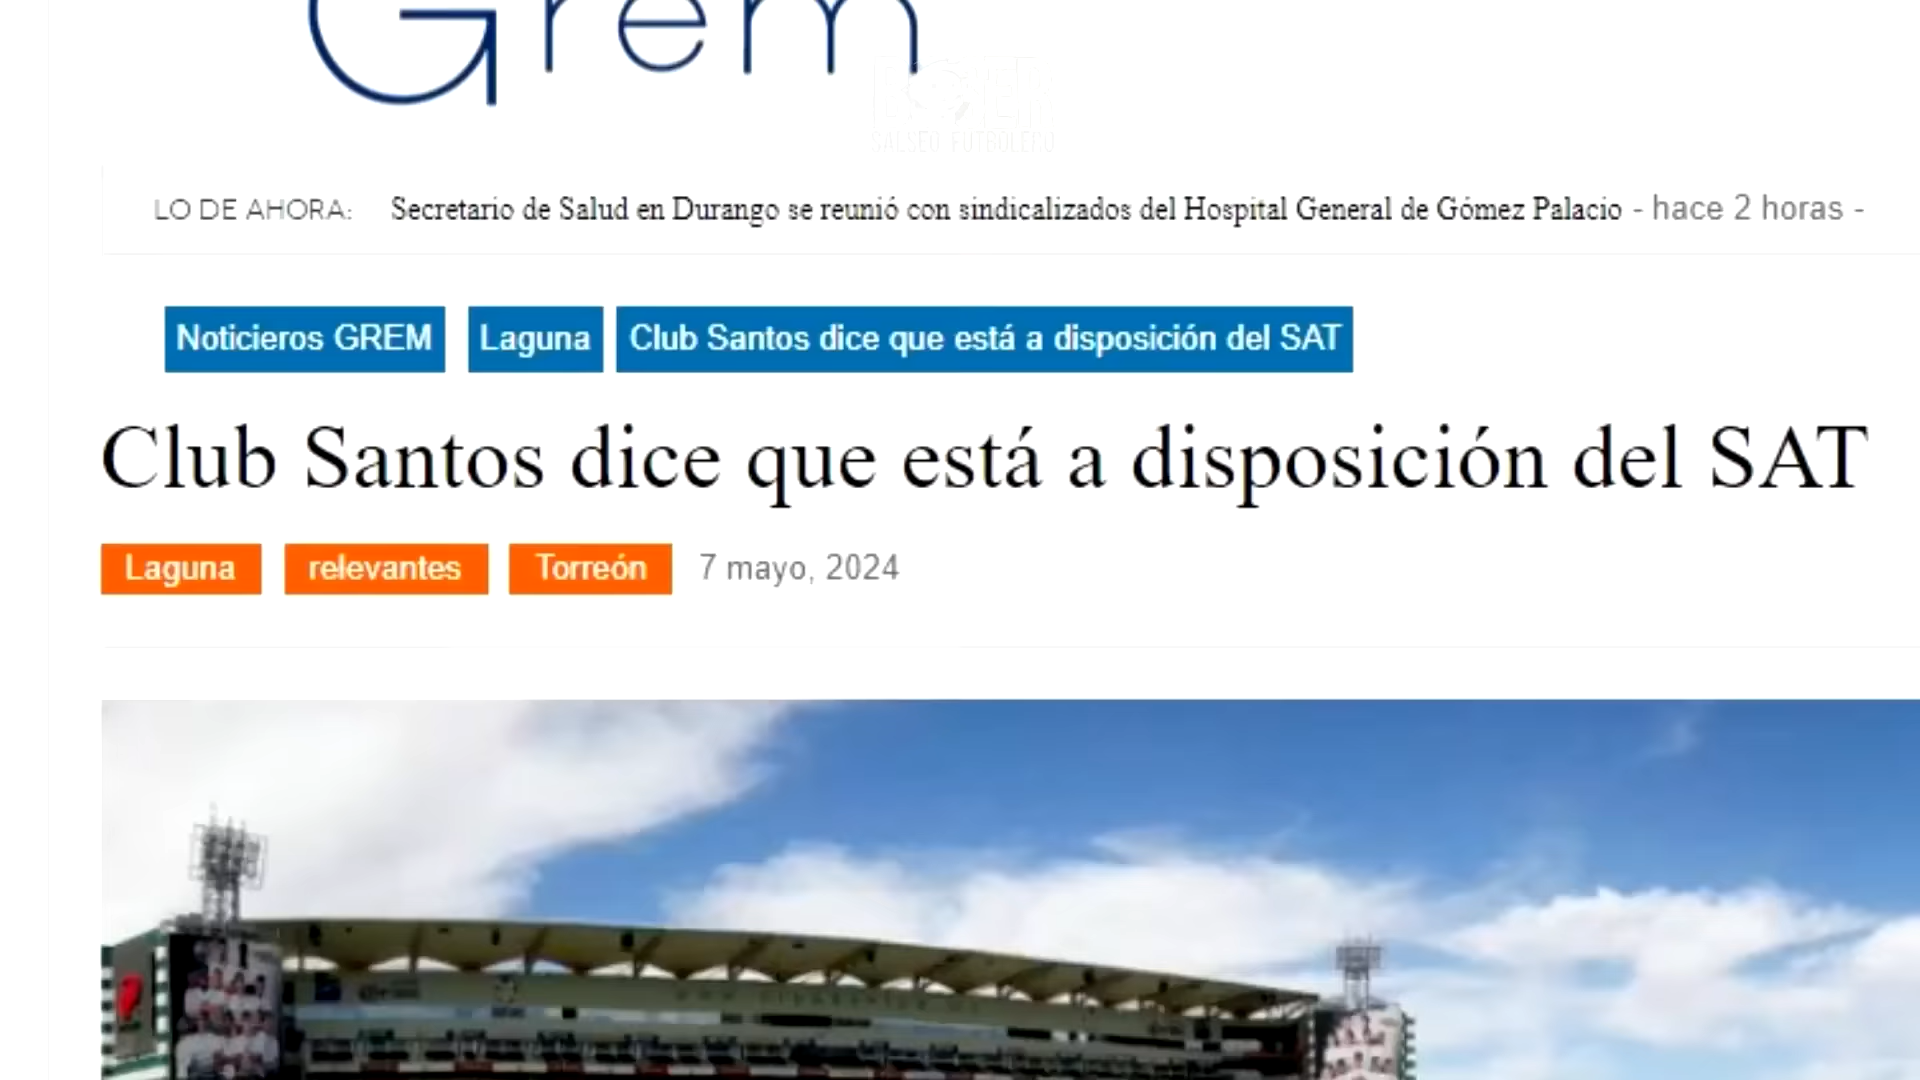 Grem
SALSEO FUTBOLERO
LO DE AHORA: Secretario de Salud en Durango se reunió con sindicalizados del Hospital General de Gómez Palacio - hace 2 horas -
Noticieros GREM Laguna Club Santos dice que está a disposición del SAT
Club Santos dice que está a disposición del SAT
Laguna relevantes Torreón 7 mayo, 2024